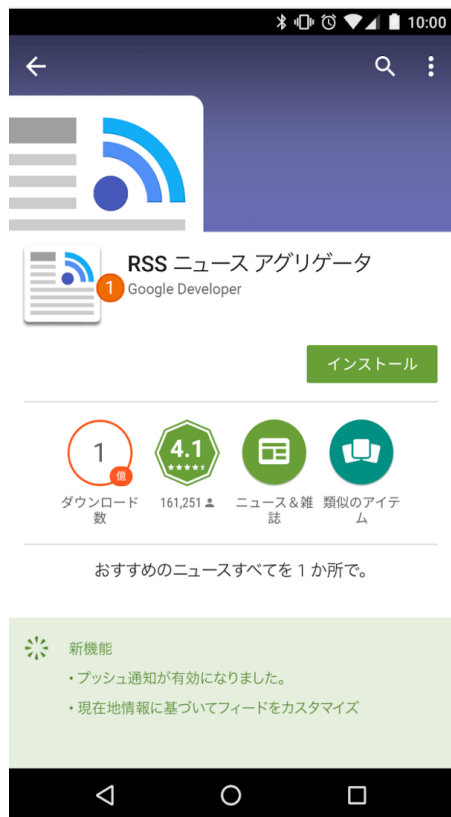 10:00
RSS ニュース アグリゲータ
1
Google Developer
インストール
1
億
4.1
ダウンロード
数
161,251
ニュース＆雑
誌
類似のアイテ
ム
おすすめのニュースすべてを 1 か所で。
新機能
・プッシュ通知が有効になりました。
・現在地情報に基づいてフィードをカスタマイズ